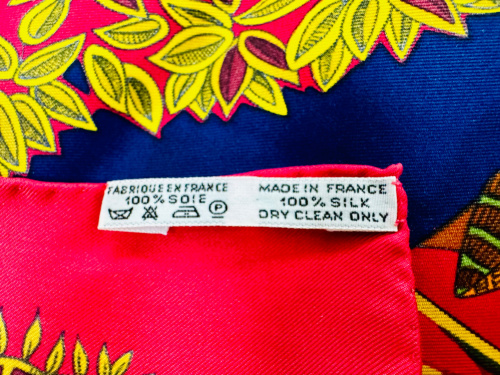 FABRIQUE EN FRANCE
100% SOIE
P
MADE IN FRANCE
100% SILK
DRY CLEAN ONLY